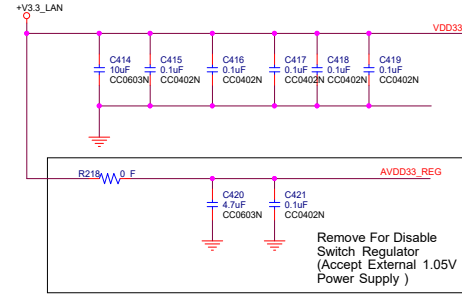 +V3.3_LAN
VDD33
C414
10uF
CC0603N
C415
0.1uF
CC0402N
C416
0.1uF
CC0402N
C417
0.1uF
CC0402N
C418
0.1uF
CC0402N
C419
0.1uF
CC0402N
R218 0 F
AVDD33_REG
C420
4.7uF
CC0603N
C421
0.1uF
CC0402N
Remove For Disable
Switch Regulator
(Accept External 1.05V
Power Supply )